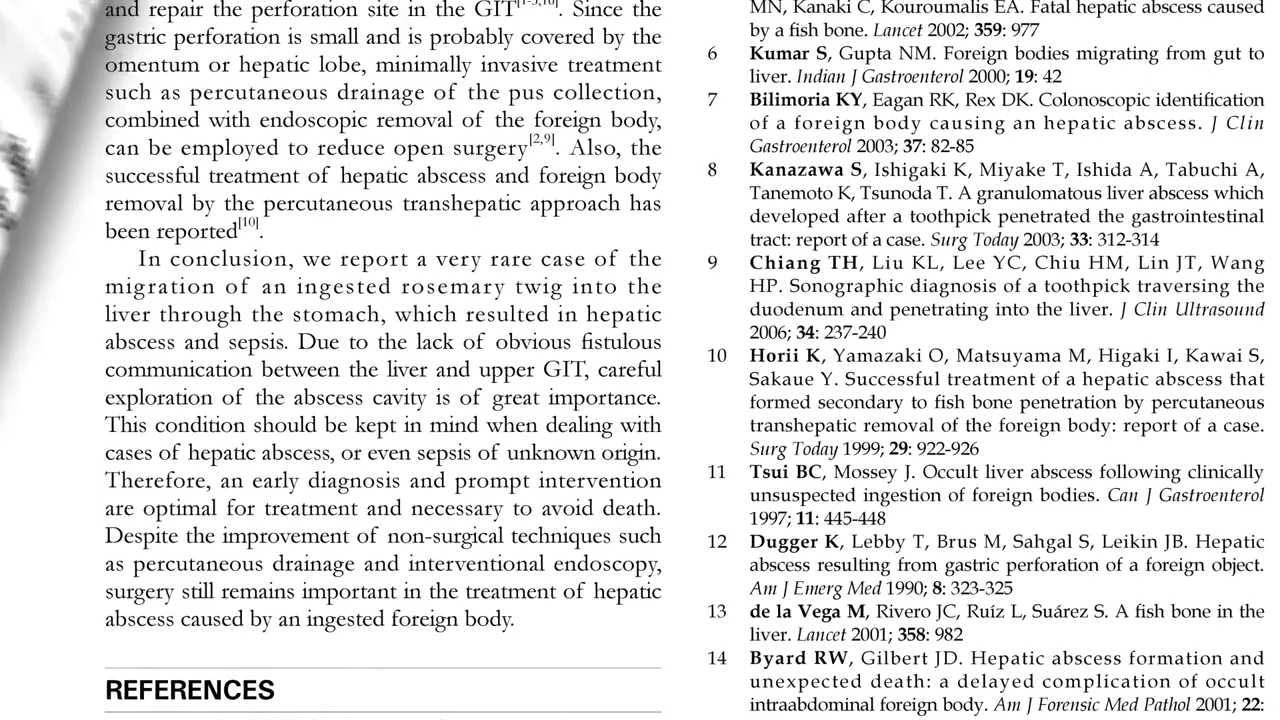 and repair the perforation site in the GIT[1-5,10]. Since the
gastric perforation is small and is probably covered by the
omentum or hepatic lobe, minimally invasive treatment
such as percutaneous drainage of the pus collection,
combined with endoscopic removal of the foreign body,
can be employed to reduce open surgery[2,9]. Also, the
successful treatment of hepatic abscess and foreign body
removal by the percutaneous transhepatic approach has
been reported[10].
In conclusion, we report a very rare case of the
migration of an ingested rosemary twig into the
liver through the stomach, which resulted in hepatic
abscess and sepsis. Due to the lack of obvious fistulous
communication between the liver and upper GIT, careful
exploration of the abscess cavity is of great importance.
This condition should be kept in mind when dealing with
cases of hepatic abscess, or even sepsis of unknown origin.
Therefore, an early diagnosis and prompt intervention
are optimal for treatment and necessary to avoid death.
Despite the improvement of non-surgical techniques such
as percutaneous drainage and interventional endoscopy,
surgery still remains important in the treatment of hepatic
abscess caused by an ingested foreign body.
REFERENCES
MN, Kanaki C, Kouroumalis EA. Fatal hepatic abscess caused
by a fish bone. Lancet 2002; 359: 977
6 Kumar S, Gupta NM. Foreign bodies migrating from gut to
liver. Indian J Gastroenterol 2000; 19: 42
7 Bilimoria KY, Eagan RK, Rex DK. Colonoscopic identification
of a foreign body causing an hepatic abscess. J Clin
Gastroenterol 2003; 37: 82-85
8 Kanazawa S, Ishigaki K, Miyake T, Ishida A, Tabuchi A,
Tanemoto K, Tsunoda T. A granulomatous liver abscess which
developed after a toothpick penetrated the gastrointestinal
tract: report of a case. Surg Today 2003; 33: 312-314
9 Chiang TH, Liu KL, Lee YC, Chiu HM, Lin JT, Wang
HP. Sonographic diagnosis of a toothpick traversing the
duodenum and penetrating into the liver. J Clin Ultrasound
2006; 34: 237-240
10 Horii K, Yamazaki O, Matsuyama M, Higaki I, Kawai S,
Sakaue Y. Successful treatment of a hepatic abscess that
formed secondary to fish bone penetration by percutaneous
transhepatic removal of the foreign body: report of a case.
Surg Today 1999; 29: 922-926
11 Tsui BC, Mossey J. Occult liver abscess following clinically
unsuspected ingestion of foreign bodies. Can J Gastroenterol
1997; 11: 445-448
12 Dugger K, Lebby T, Brus M, Sahgal S, Leikin JB. Hepatic
abscess resulting from gastric perforation of a foreign object.
Am J Emerg Med 1990; 8: 323-325
13 de la Vega M, Rivero JC, Ruíz L, Suárez S. A fish bone in the
liver. Lancet 2001; 358: 982
14 Byard RW, Gilbert JD. Hepatic abscess formation and
unexpected death: a delayed complication of occult
intraabdominal foreign body. Am J Forensic Med Pathol 2001; 22: